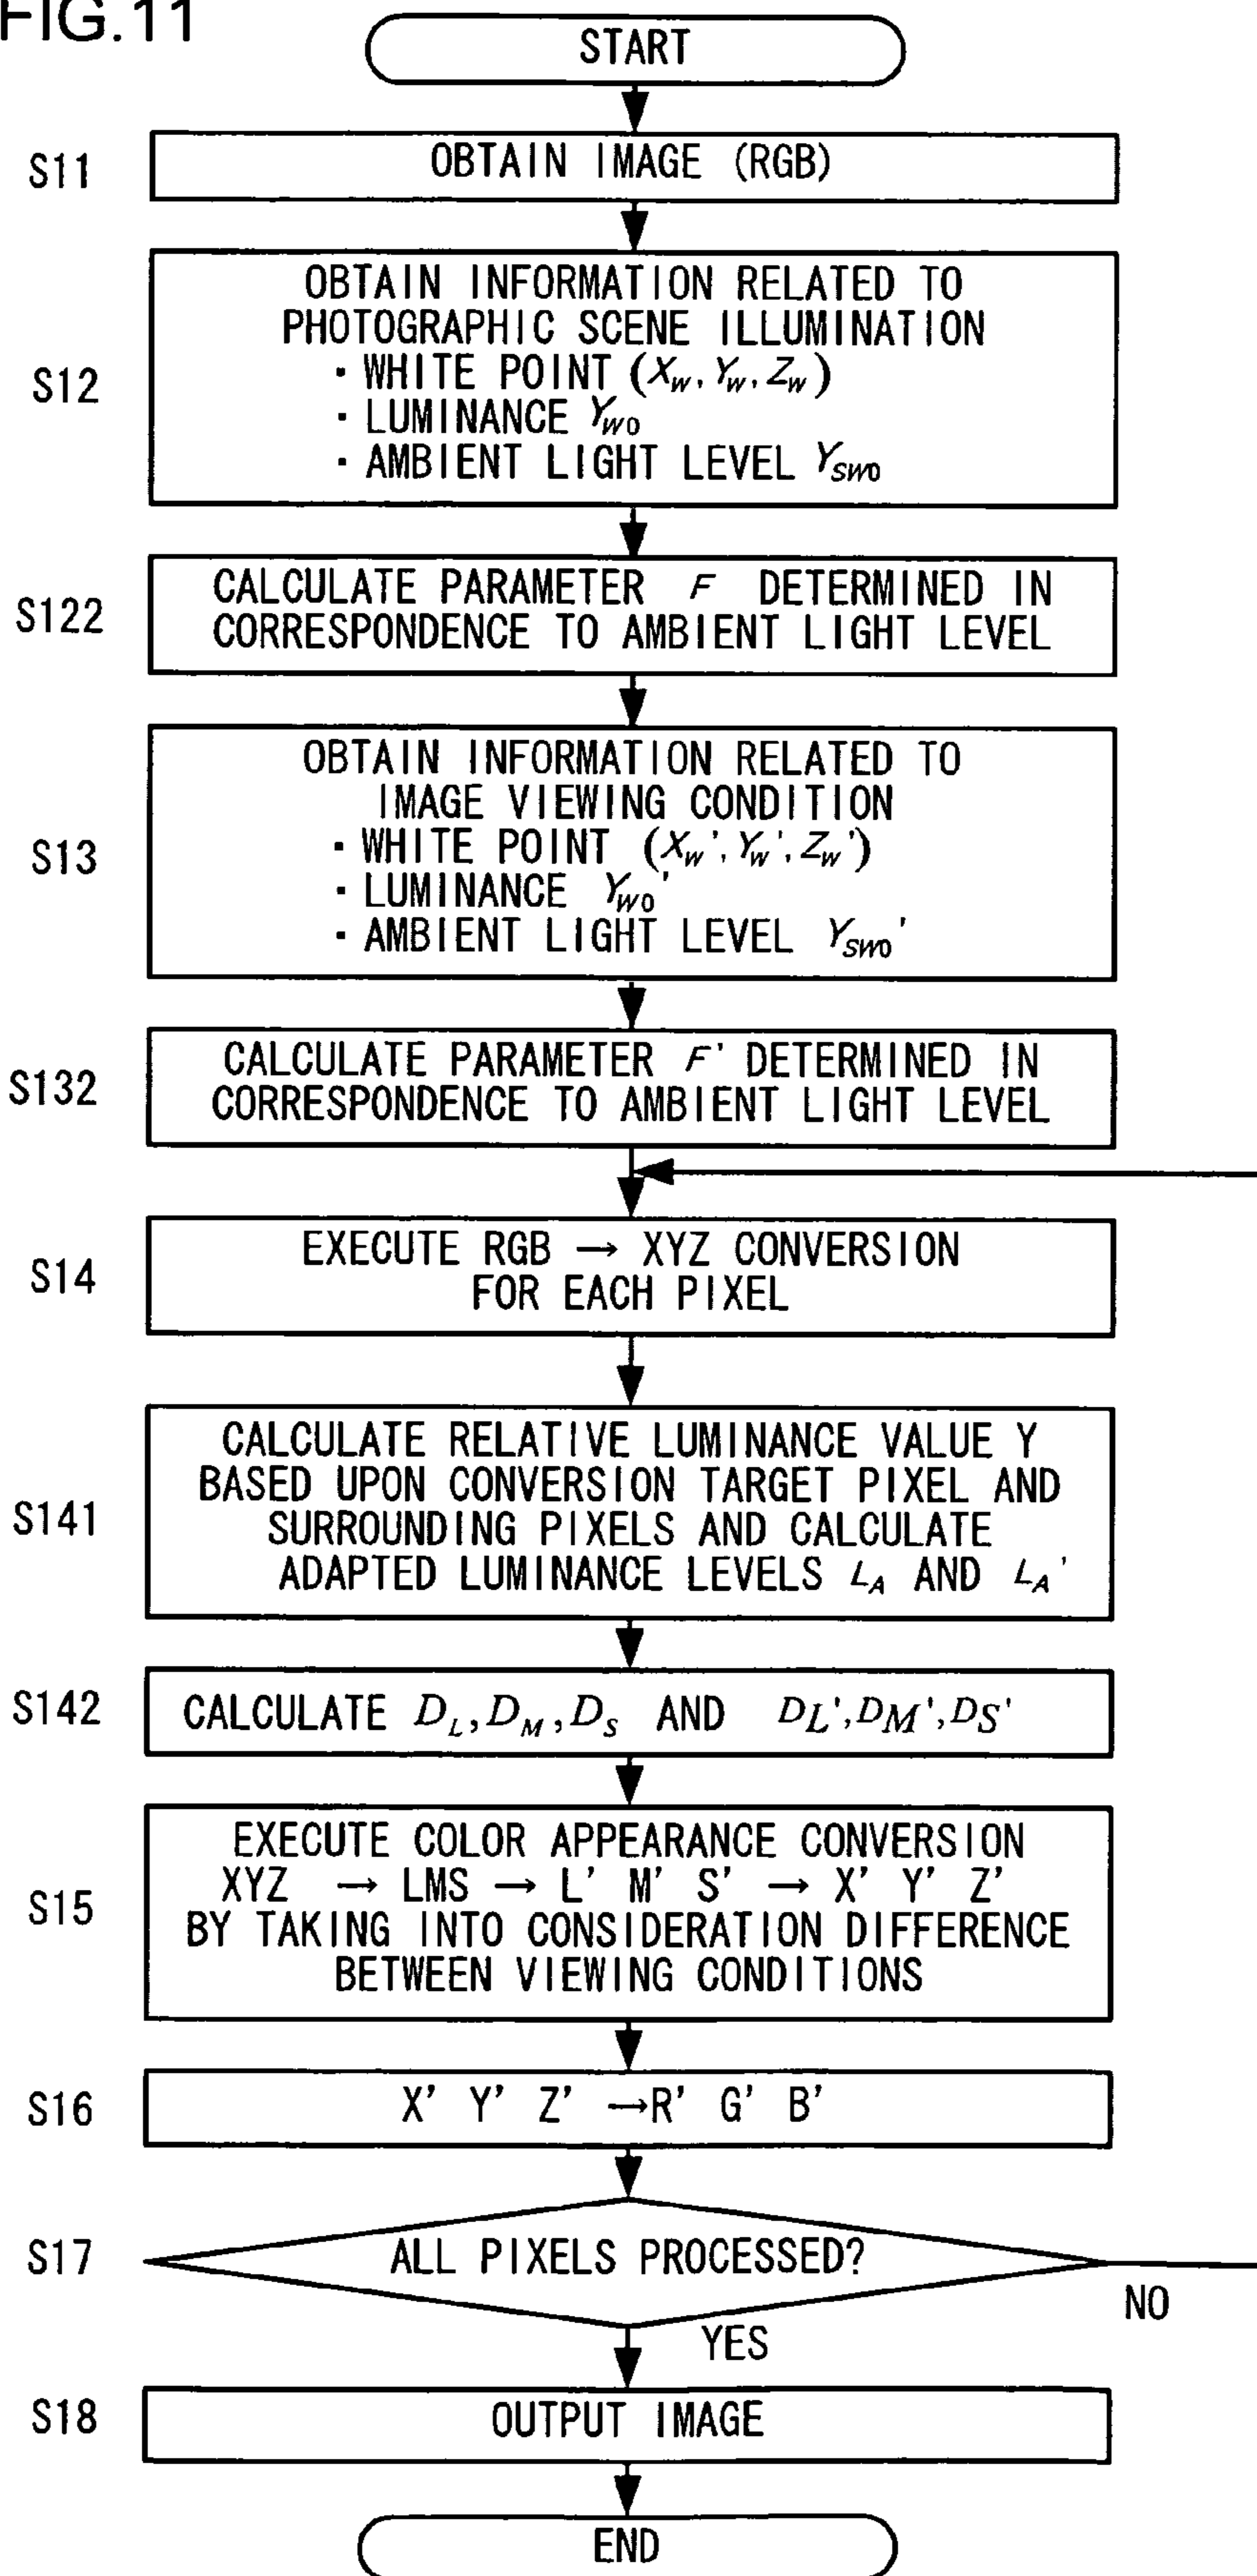 FIG.11
START
S11
OBTAIN IMAGE (RGB)
S12
OBTAIN INFORMATION RELATED TO
PHOTOGRAPHIC SCENE ILLUMINATION
· WHITE POINT (Xw, Yw, Zw)
· LUMINANCE YW0
· AMBIENT LIGHT LEVEL YSW0
S122
CALCULATE PARAMETER F DETERMINED IN
CORRESPONDENCE TO AMBIENT LIGHT LEVEL
S13
OBTAIN INFORMATION RELATED TO
IMAGE VIEWING CONDITION
· WHITE POINT (Xw', Yw', Zw')
· LUMINANCE YW0'
· AMBIENT LIGHT LEVEL YSW0'
S132
CALCULATE PARAMETER F' DETERMINED IN
CORRESPONDENCE TO AMBIENT LIGHT LEVEL
S14
EXECUTE RGB → XYZ CONVERSION
FOR EACH PIXEL
S141
CALCULATE RELATIVE LUMINANCE VALUE Y
BASED UPON CONVERSION TARGET PIXEL AND
SURROUNDING PIXELS AND CALCULATE
ADAPTED LUMINANCE LEVELS LA AND LA'
S142
CALCULATE DL, DM, DS AND DL', DM', DS'
S15
EXECUTE COLOR APPEARANCE CONVERSION
XYZ → LMS → L' M' S' → X' Y' Z'
BY TAKING INTO CONSIDERATION DIFFERENCE
BETWEEN VIEWING CONDITIONS
S16
X' Y' Z' →R' G' B'
S17
ALL PIXELS PROCESSED?
NO
YES
S18
OUTPUT IMAGE
END